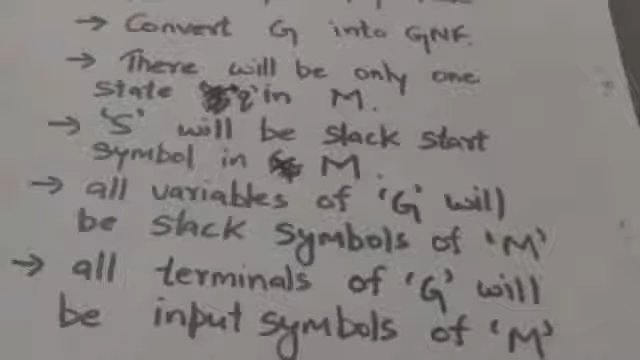 → Convert G into GNF.
→ There will be only one
state 'q' in M.
→ 'S' will be stack start
symbol in M.
→ all variables of 'G' will
be stack symbols of 'M'
→ all terminals of 'G' will
be input symbols of 'M'